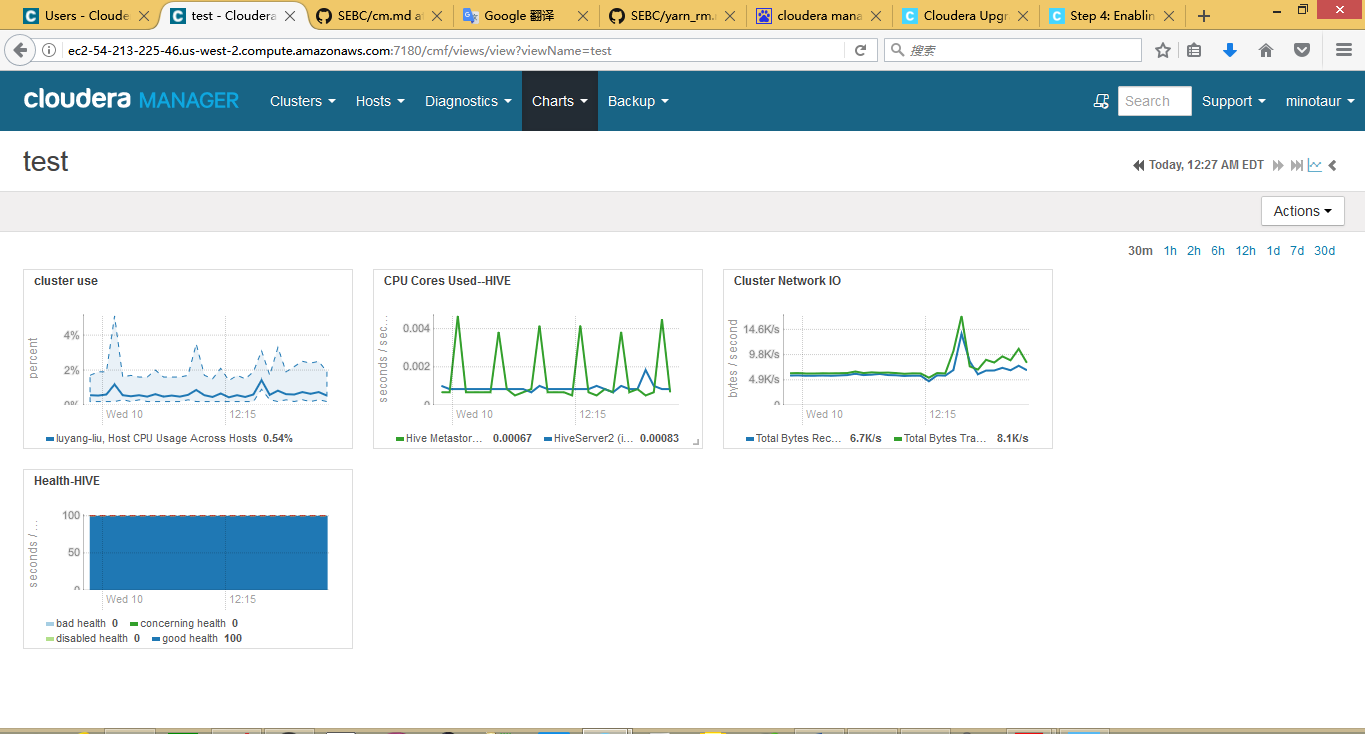 Users - Cloude
test - Cloudera
SEBC/cm.md at
Google 翻译
SEBC/yarn_rm.
cloudera mana
Cloudera Upgr
Step 4: Enablin
ec2-54-213-225-46.us-west-2.compute.amazonaws.com:7180/cmf/views/view?viewName=test
搜索
cloudera MANAGER
Clusters
Hosts
Diagnostics
Charts
Backup
Search
Support
minotaur
test
Today, 12:27 AM EDT
Actions
30m 1h 2h 6h 12h 1d 7d 30d
cluster use
percent
4%
2%
0%
Wed 10 12:15
luyang-liu, Host CPU Usage Across Hosts 0.54%
CPU Cores Used--HIVE
seconds / sec...
0.004
0.002
Wed 10 12:15
Hive Metastor... 0.00067 HiveServer2 (i... 0.00083
Cluster Network IO
bytes / second
14.6K/s
9.8K/s
4.9K/s
Wed 10 12:15
Total Bytes Rec... 6.7K/s Total Bytes Tra... 8.1K/s
Health-HIVE
seconds / ...
100
50
0
Wed 10 12:15
bad health 0 concerning health 0
disabled health 0 good health 100